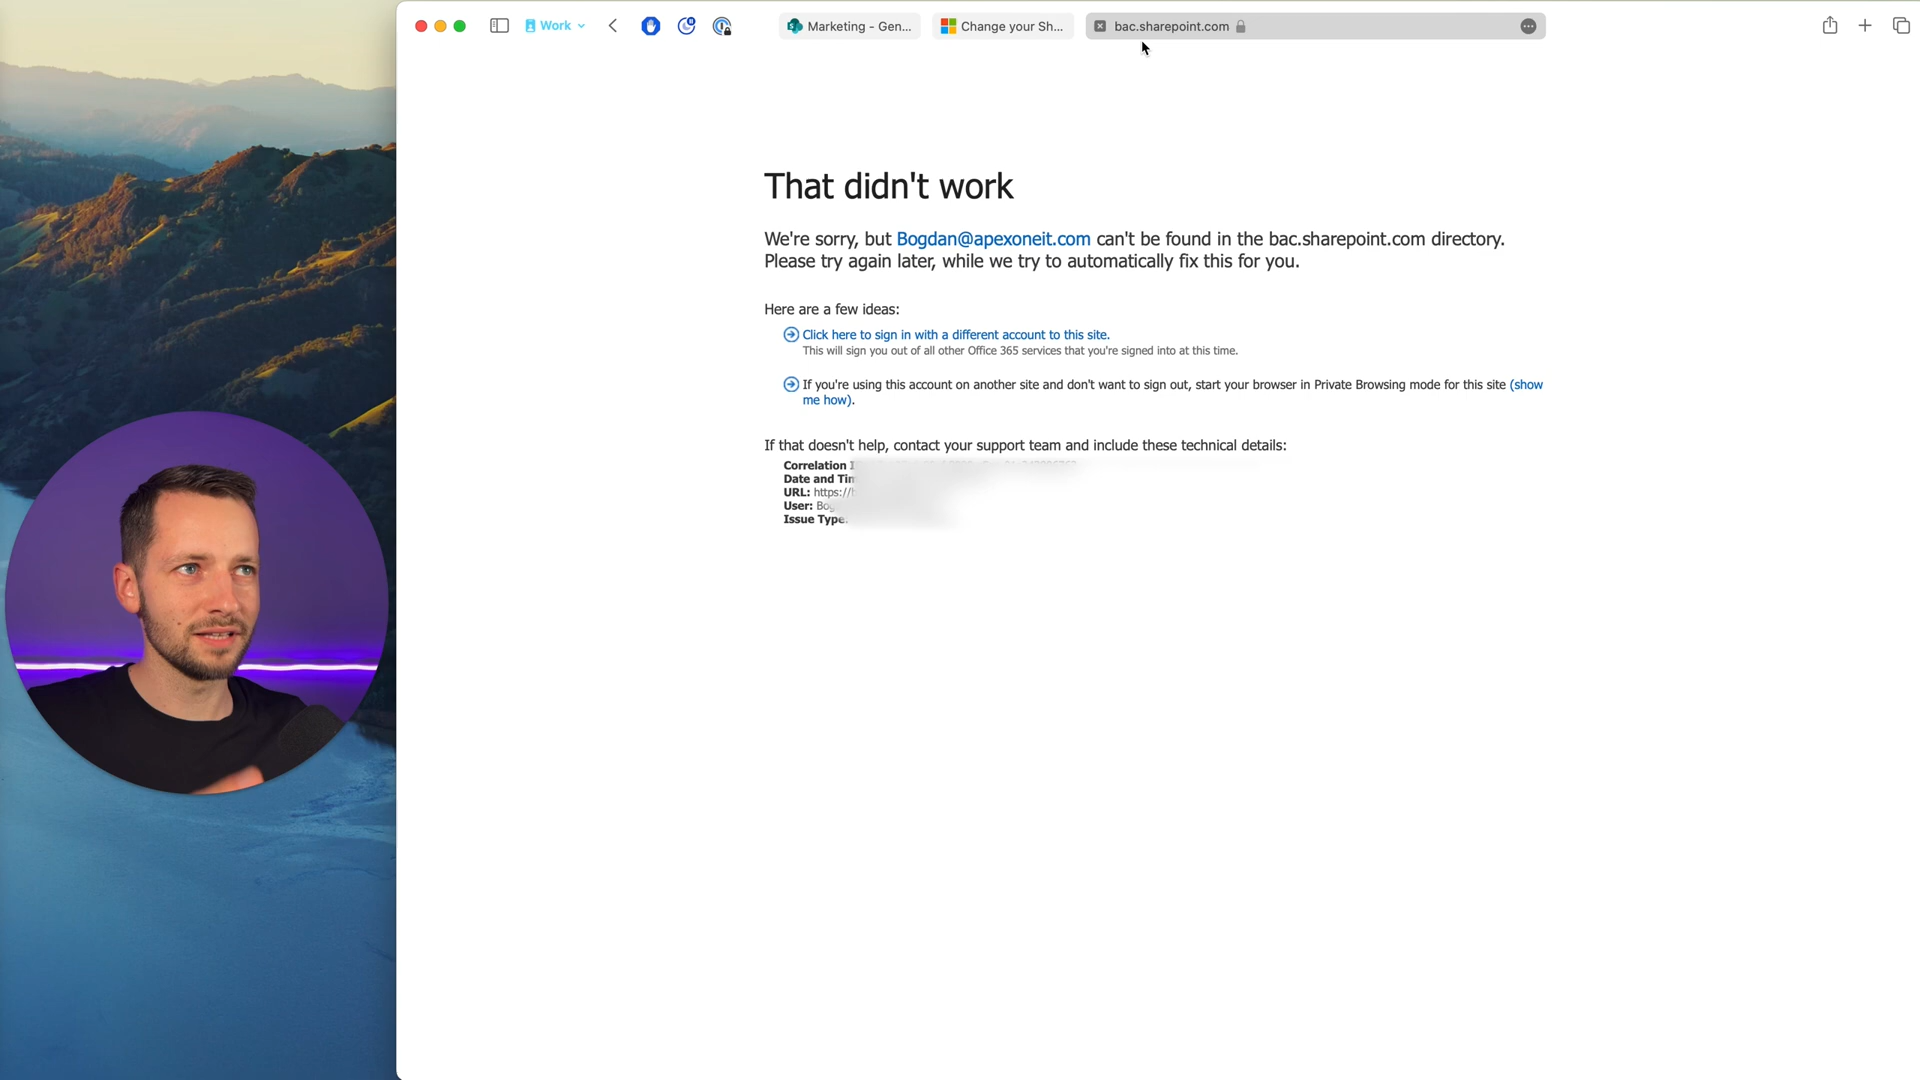 Work
Marketing - Gen...
Change your Sh...
bac.sharepoint.com
That didn't work
We're sorry, but Bogdan@apexoneit.com can't be found in the bac.sharepoint.com directory.
Please try again later, while we try to automatically fix this for you.
Here are a few ideas:
Click here to sign in with a different account to this site.
This will sign you out of all other Office 365 services that you're signed into at this time.
If you're using this account on another site and don't want to sign out, start your browser in Private Browsing mode for this site (show
me how).
If that doesn't help, contact your support team and include these technical details:
Correlation
Date and
URL: https://
User:
Issue Type: